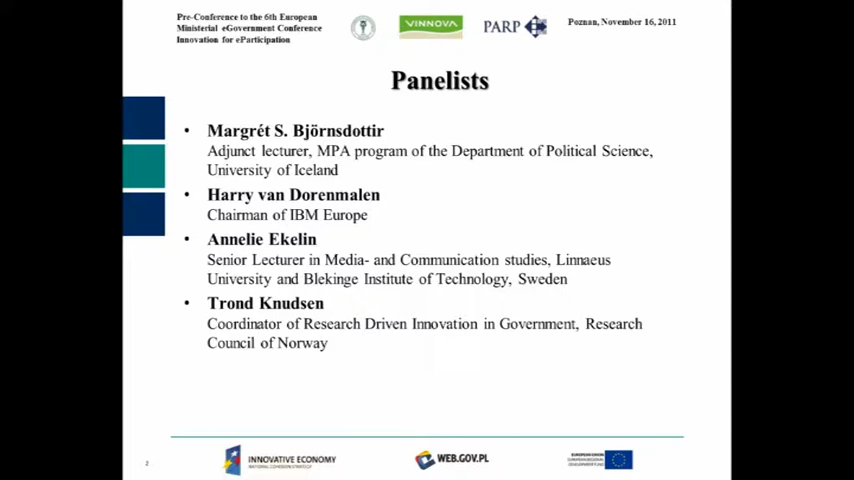 Pre-Conference to the 6th European
Ministerial eGovernment Conference
Innovation for eParticipation
VINNOVA
PARP
Poznan, November 16, 2011
Panelists
• Margrét S. Björnsdottir
Adjunct lecturer, MPA program of the Department of Political Science,
University of Iceland
• Harry van Dorenmalen
Chairman of IBM Europe
• Annelie Ekelin
Senior Lecturer in Media- and Communication studies, Linnaeus
University and Blekinge Institute of Technology, Sweden
• Trond Knudsen
Coordinator of Research Driven Innovation in Government, Research
Council of Norway
2
INNOVATIVE ECONOMY
NATIONAL COHESION STRATEGY
WEB.GOV.PL
EUROPEAN UNION
EUROPEAN REGIONAL
DEVELOPMENT FUND